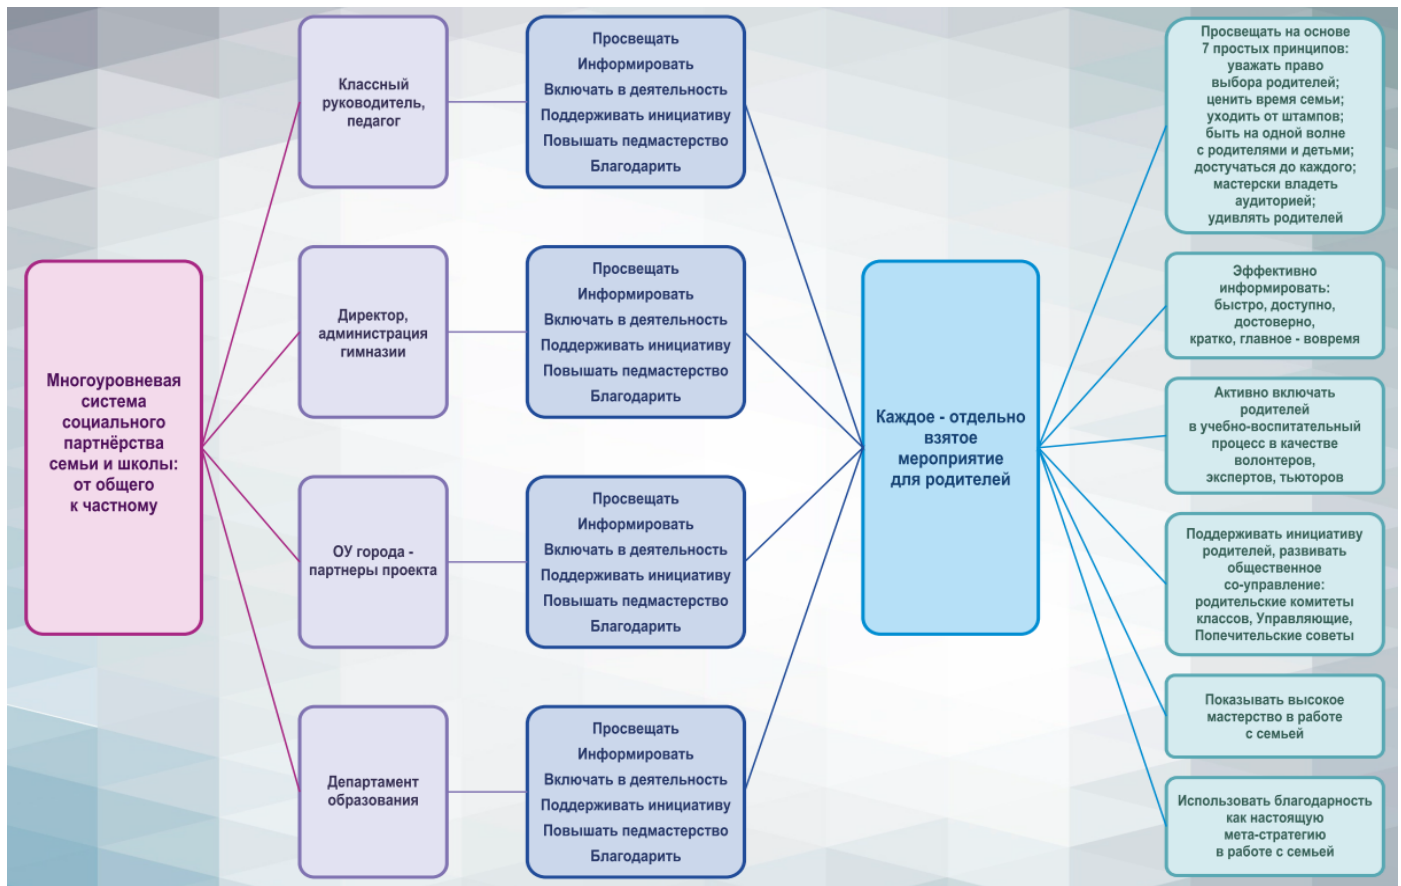 Многоуровневая
система
социального
партнёрства
семьи и школы:
от общего
к частному
Классный
руководитель,
педагог
Просвещать
Информировать
Включать в деятельность
Поддерживать инициативу
Повышать педмастерство
Благодарить
Директор,
администрация
гимназии
Просвещать
Информировать
Включать в деятельность
Поддерживать инициативу
Повышать педмастерство
Благодарить
ОУ города -
партнеры проекта
Просвещать
Информировать
Включать в деятельность
Поддерживать инициативу
Повышать педмастерство
Благодарить
Департамент
образования
Просвещать
Информировать
Включать в деятельность
Поддерживать инициативу
Повышать педмастерство
Благодарить
Каждое - отдельно
взятое
мероприятие
для родителей
Просвещать на основе
7 простых принципов:
уважать право
выбора родителей;
ценить время семьи;
уходить от штампов;
быть на одной волне
с родителями и детьми;
достучаться до каждого;
мастерски владеть
аудиторией;
удивлять родителей
Эффективно
информировать:
быстро, доступно,
достоверно,
кратко, главное - вовремя
Активно включать
родителей
в учебно-воспитательный
процесс в качестве
волонтеров,
экспертов, тьюторов
Поддерживать инициативу
родителей, развивать
общественное
со-управление:
родительские комитеты
классов, Управляющие,
Попечительские советы
Показывать высокое
мастерство в работе
с семьей
Использовать благодарность
как настоящую
мета-стратегию
в работе с семьей